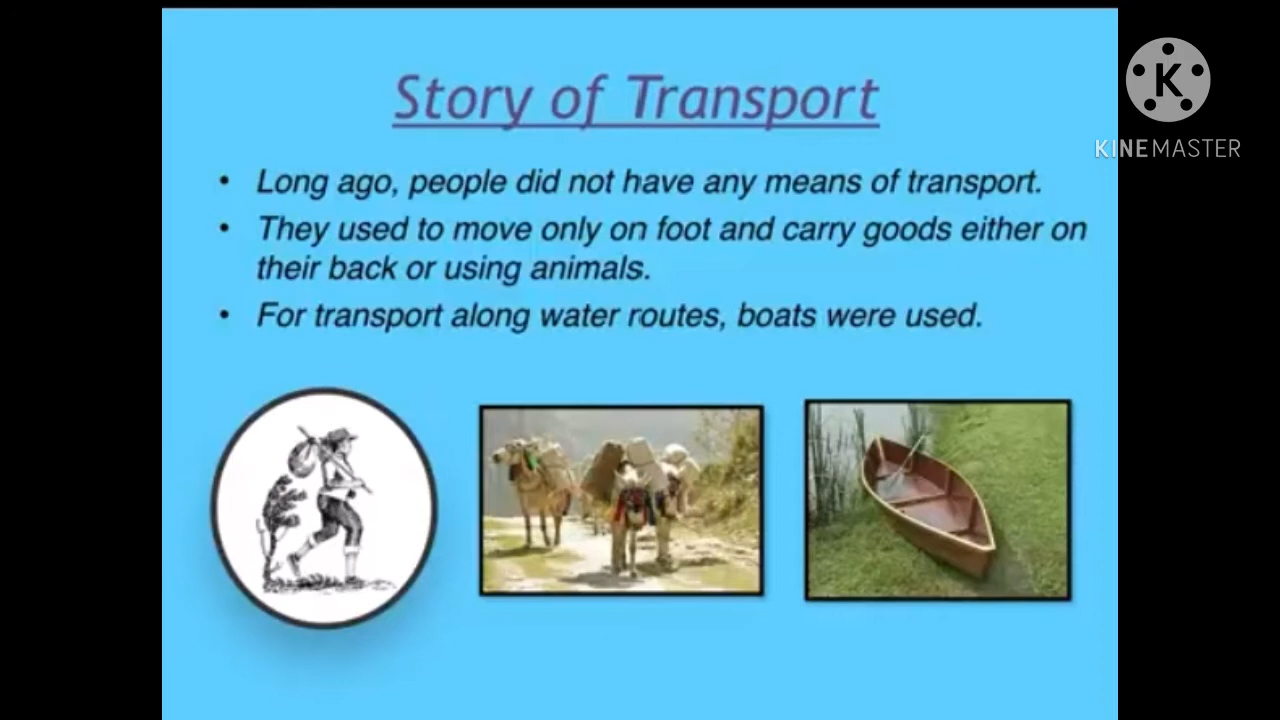 Story of Transport
• Long ago, people did not have any means of transport.
• They used to move only on foot and carry goods either on
their back or using animals.
• For transport along water routes, boats were used.
K
KINEMASTER